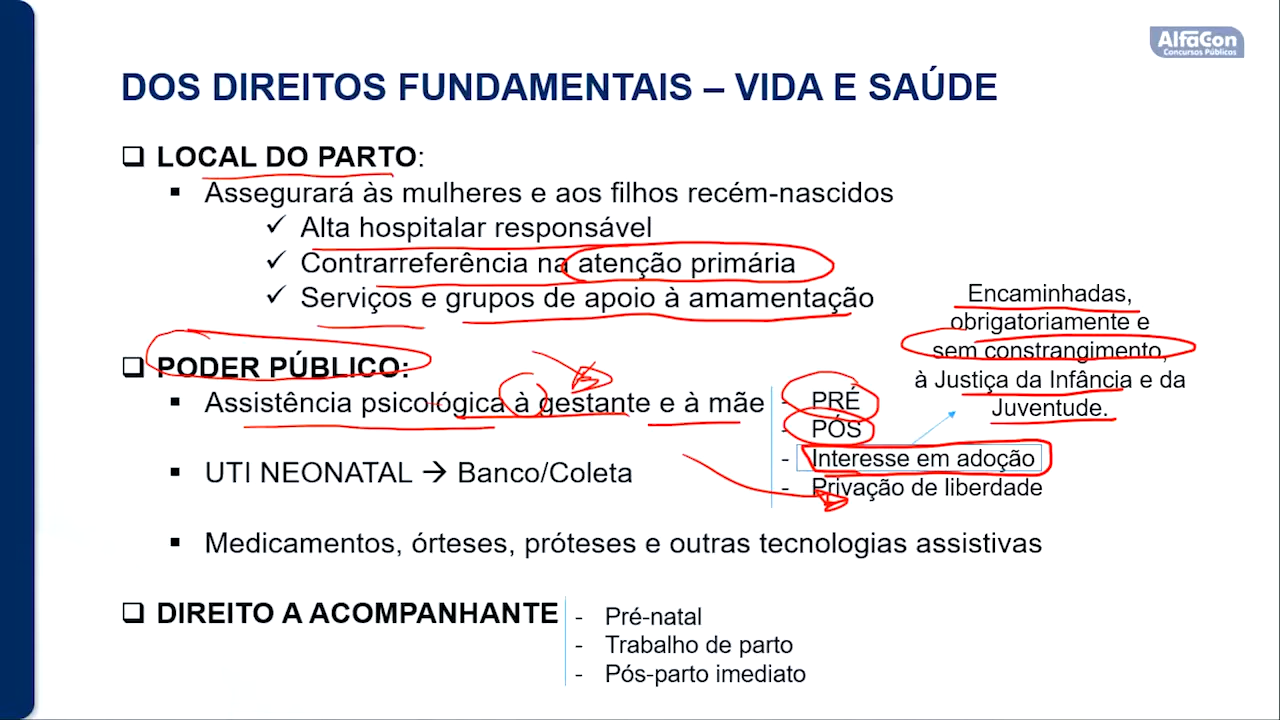 AlfaCon
Concursos Públicos
DOS DIREITOS FUNDAMENTAIS – VIDA E SAÚDE
LOCAL DO PARTO:
Assegurará às mulheres e aos filhos recém-nascidos
Alta hospitalar responsável
Contrarreferência na atenção primária
Serviços e grupos de apoio à amamentação
PODER PÚBLICO:
Assistência psicológica à gestante e à mãe
- PRÉ
- PÓS
- Interesse em adoção
- Privação de liberdade
Encaminhadas,
obrigatoriamente e
sem constrangimento,
à Justiça da Infância e da
Juventude.
UTI NEONATAL → Banco/Coleta
Medicamentos, órteses, próteses e outras tecnologias assistivas
DIREITO A ACOMPANHANTE
- Pré-natal
- Trabalho de parto
- Pós-parto imediato